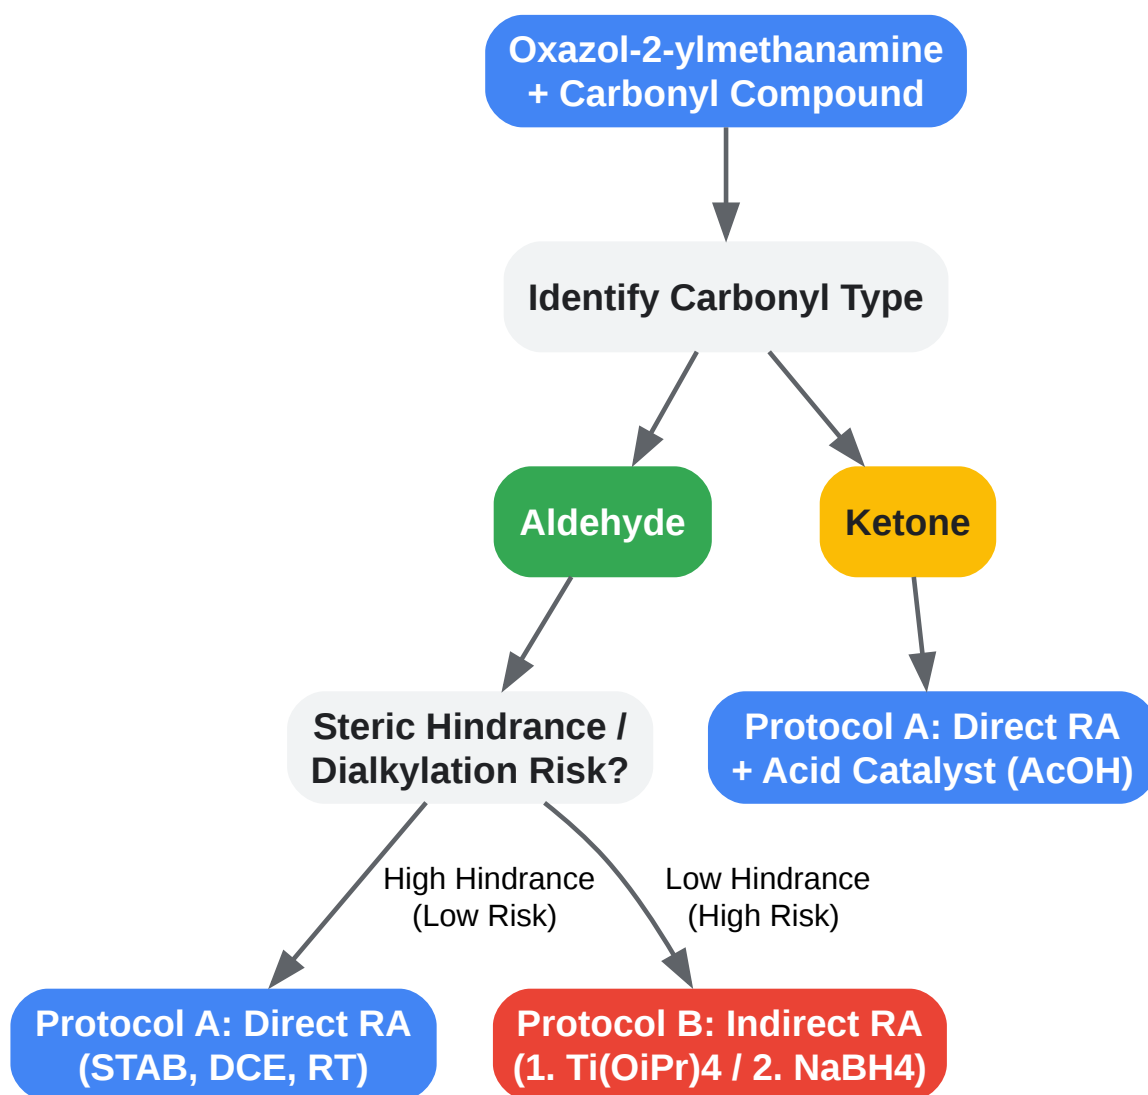 Oxazol-2-ylmethanamine
+ Carbonyl Compound
Identify Carbonyl Type
Aldehyde
Ketone
Steric Hindrance /
Dialkylation Risk?
Protocol A: Direct RA
+ Acid Catalyst (AcOH)
High Hindrance
(Low Risk)
Low Hindrance
(High Risk)
Protocol A: Direct RA
(STAB, DCE, RT)
Protocol B: Indirect RA
(1. Ti(OiPr)4 / 2. NaBH4)